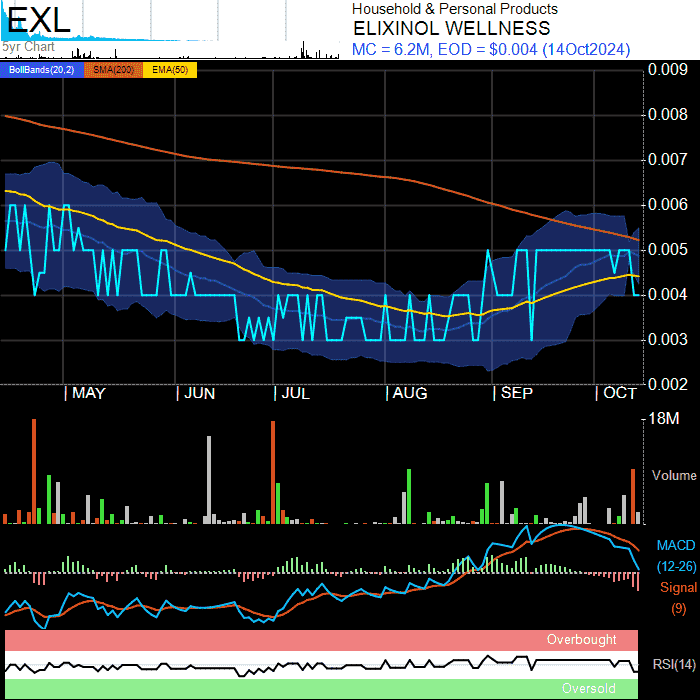 EXL
5yr Chart
Household & Personal Products
ELIXINOL WELLNESS
MC = 6.2M, EOD = $0.004 (14Oct2024)
BollBands(20,2) SMA(200) EMA(50)
0.009
0.008
0.007
0.006
0.005
0.004
0.003
0.002
MAY JUN JUL AUG SEP OCT
18M
Volume
MACD
(12-26)
Signal
(9)
Overbought
RSI(14)
Oversold